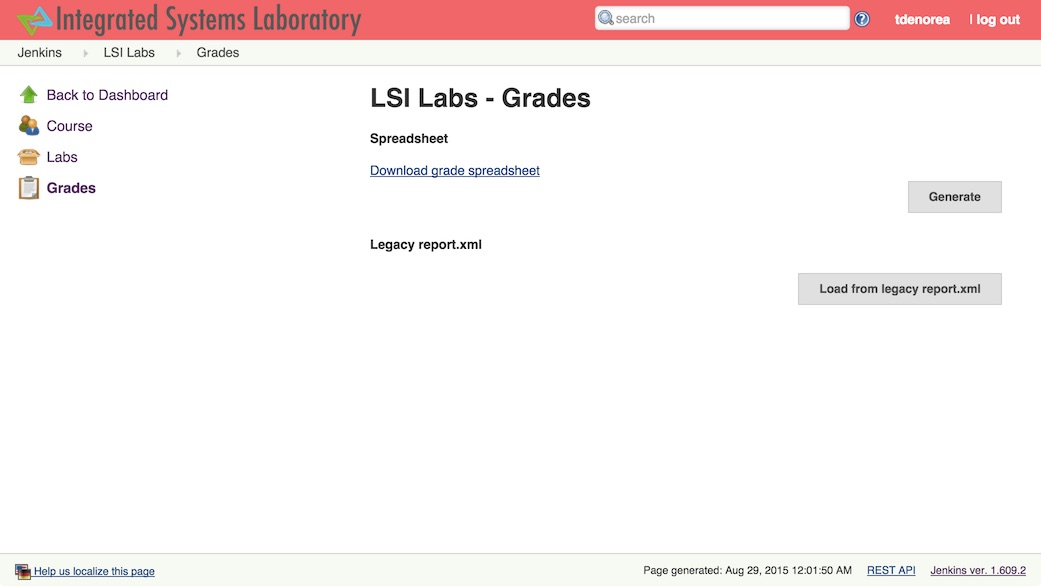 Integrated Systems Laboratory
search
tdenorea | log out
Jenkins LSI Labs Grades
Back to Dashboard
Course
Labs
Grades
LSI Labs - Grades
Spreadsheet
Download grade spreadsheet
Generate
Legacy report.xml
Load from legacy report.xml
Help us localize this page
Page generated: Aug 29, 2015 12:01:50 AM REST API Jenkins ver. 1.609.2